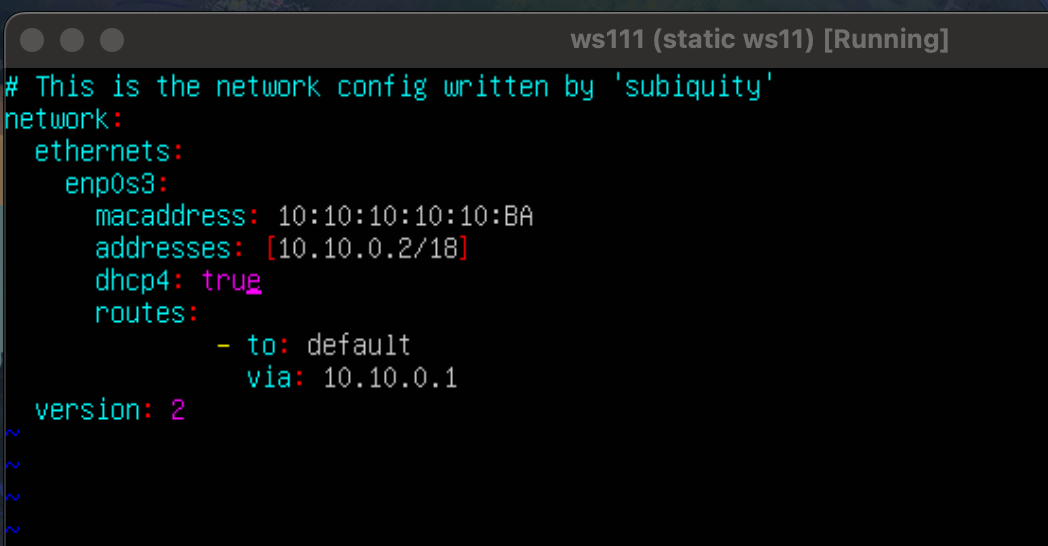 ws111 (static ws11) [Running]
# This is the network config written by 'subiquity'
network:
  ethernets:
    enp0s3:
      macaddress: 10:10:10:10:10:BA
      addresses: [10.10.0.2/18]
      dhcp4: true
      routes:
              - to: default
                via: 10.10.0.1
  version: 2
~
~
~
~